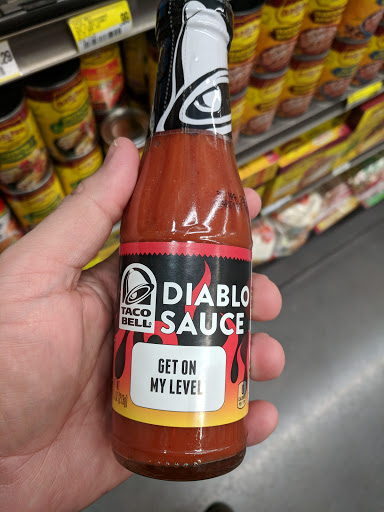 TACO
BELL
DIABLO
SAUCE
GET ON
MY LEVEL